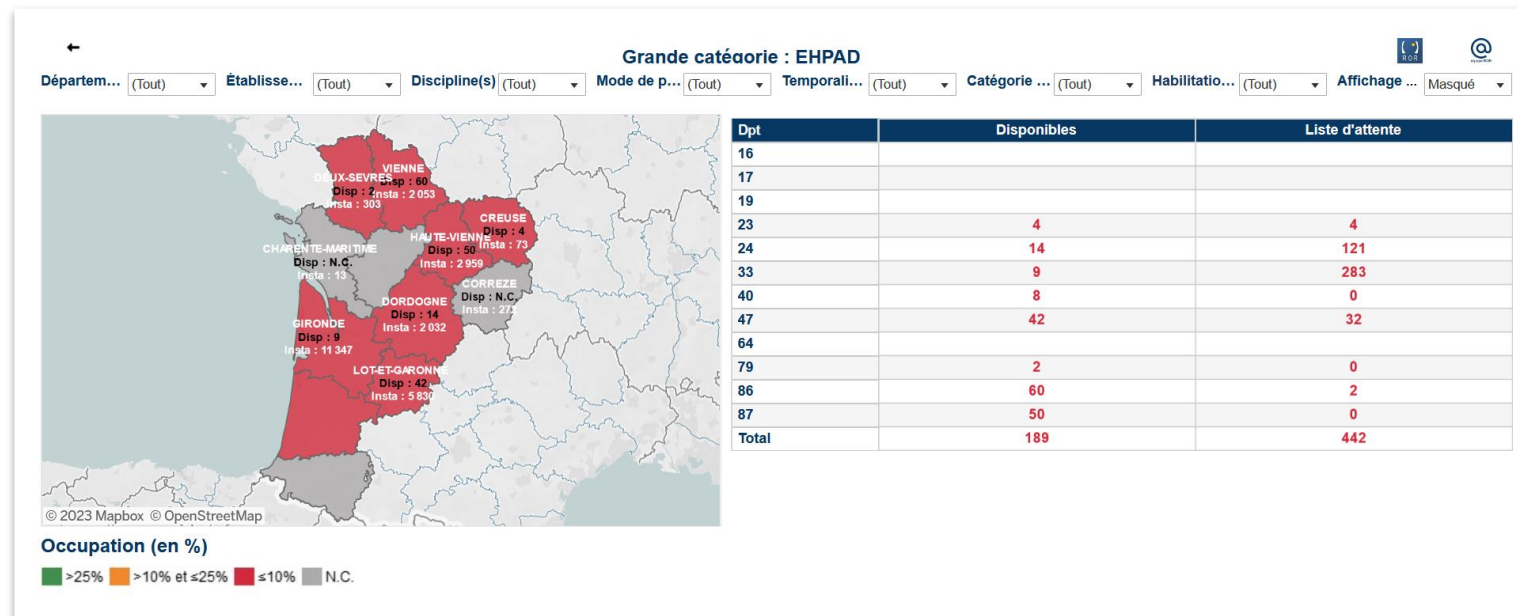 Grande catégorie : EHPAD
ROR
Départem... (Tout) Établisse... (Tout) Discipline(s) (Tout) Mode de p... (Tout) Temporali... (Tout) Catégorie ... (Tout) Habilitatio... (Tout) Affichage ... Masqué
VIENNE
Disp : 60
Insta : 2 053
DEUX-SEVRES
Disp : 2
Insta : 303
CREUSE
Disp : 4
Insta : 73
HAUTE-VIENNE
Disp : 50
Insta : 2 959
CHARENTE-MARITIME
Disp : N.C.
Insta : 13
CORREZE
Disp : N.C.
Insta :
DORDOGNE
Disp : 14
Insta : 2 032
GIRONDE
Disp : 9
Insta : 11 347
LOT-ET-GARONNE
Disp : 42
Insta : 5 830
© 2023 Mapbox © OpenStreetMap
Dpt Disponibles Liste d'attente
16
17
19
23 4 4
24 14 121
33 9 283
40 8 0
47 42 32
64
79 2 0
86 60 2
87 50 0
Total 189 442
Occupation (en %)
>25% >10% et ≤25% ≤10% N.C.